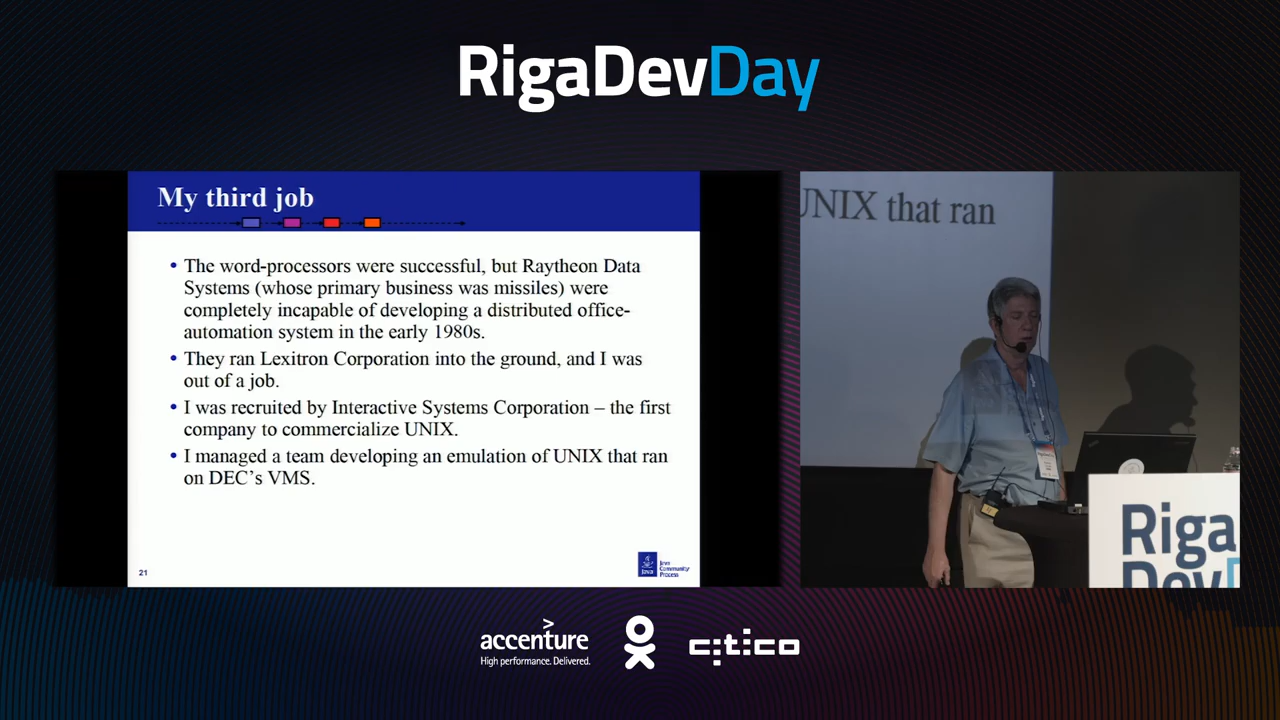 RigaDevDay
My third job
• The word-processors were successful, but Raytheon Data
Systems (whose primary business was missiles) were
completely incapable of developing a distributed office-
automation system in the early 1980s.
• They ran Lexitron Corporation into the ground, and I was
out of a job.
• I was recruited by Interactive Systems Corporation – the first
company to commercialize UNIX.
• I managed a team developing an emulation of UNIX that ran
on DEC’s VMS.
21
Java
Java
Community
Process
UNIX that ran
Riga
DevD
accenture
High performance. Delivered.
citico